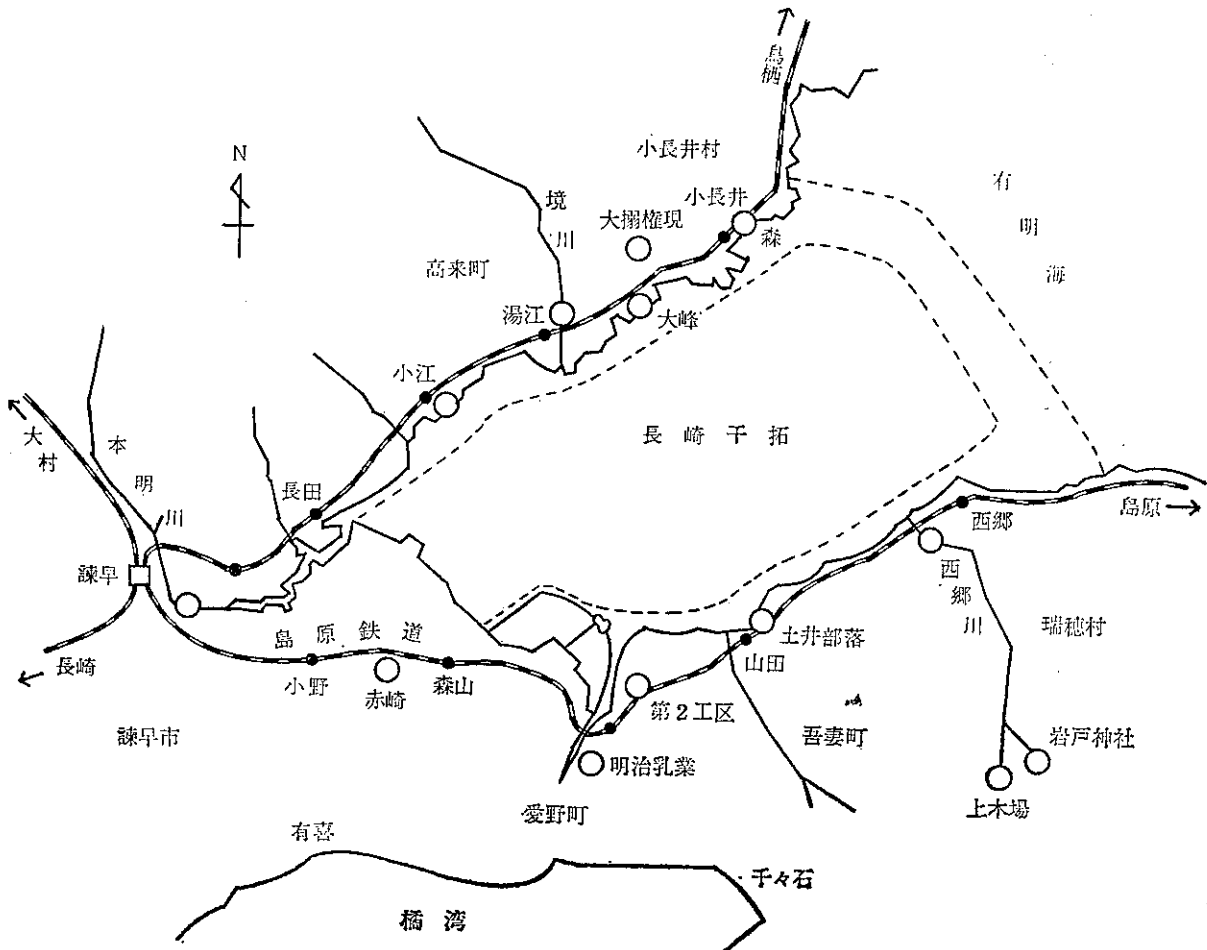 鳥栖
N
小長井村
有明海
境川
小長井
大搦権現
森
高来町
湯江
大峰
小江
長崎干拓
大村
本明川
長田
島原
西郷
諫早
西郷川
瑞穂村
島原鉄道
土井部落
長崎
小野
赤崎
森山
山田
第2工区
諫早市
吾妻町
岩戸神社
明治乳業
上木場
愛野町
有喜
千々石
橘湾